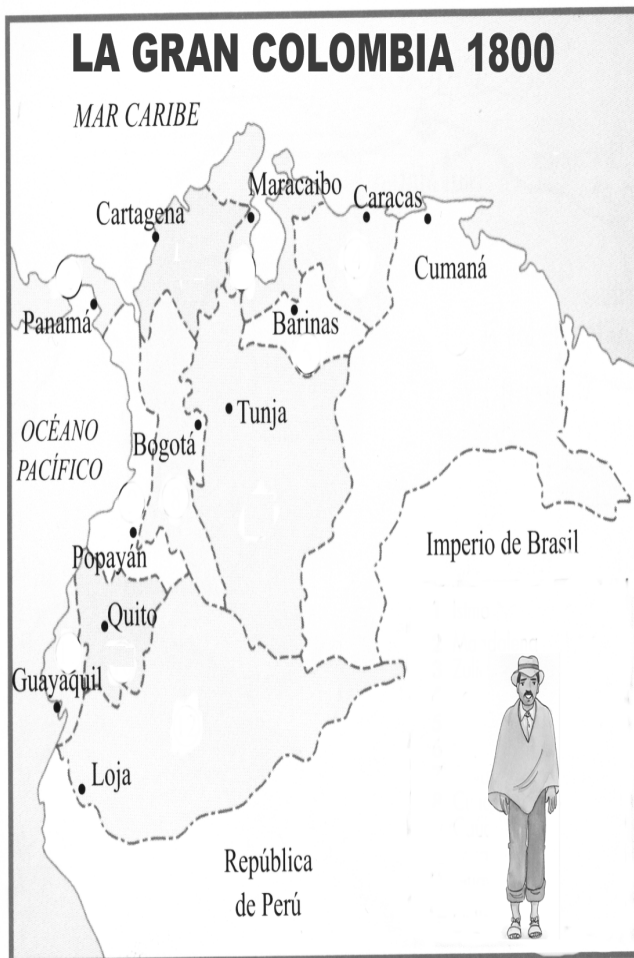 LA GRAN COLOMBIA 1800
MAR CARIBE
Maracaibo
Caracas
Cartagena
Cumaná
Panamá
Barinas
Tunja
OCÉANO
PACÍFICO
Bogotá
Popayán
Imperio de Brasil
Quito
Guayaquil
Loja
República
de Perú